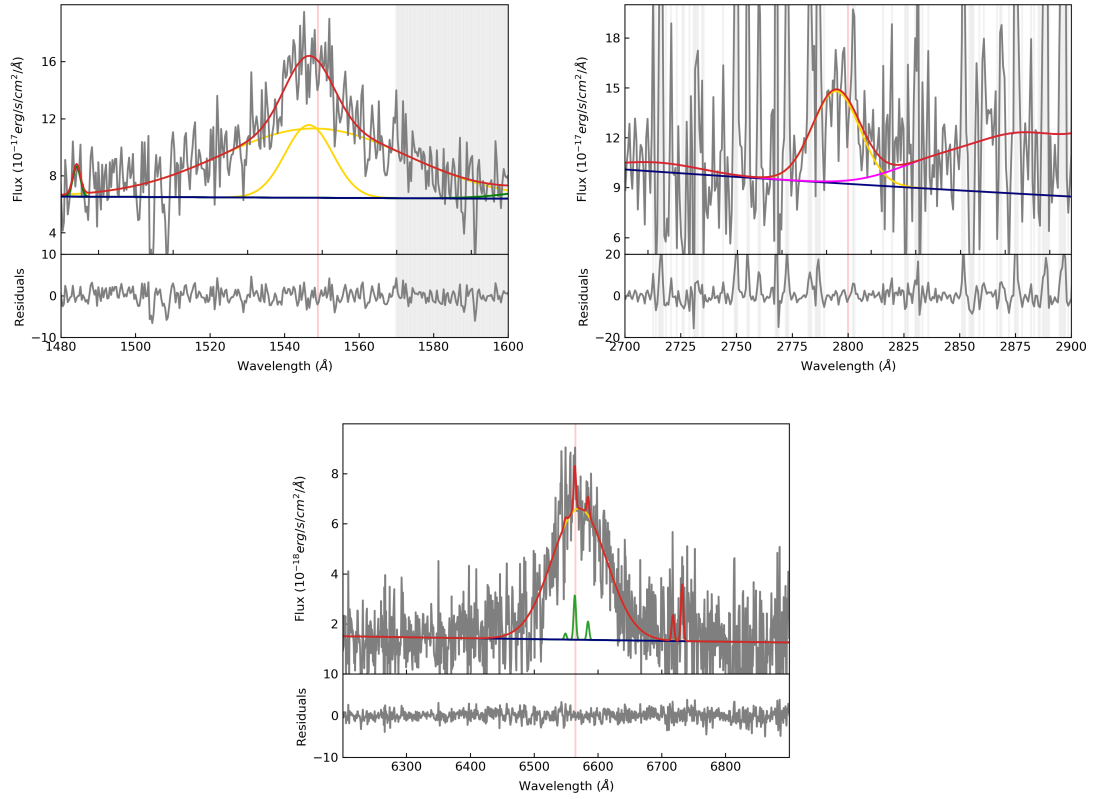 Flux (10⁻¹⁷erg/s/cm²/Å)
16
12
8
4
10
0
−10
Residuals
1480 1500 1520 1540 1560 1580 1600
Wavelength (Å)
Flux (10⁻¹⁷erg/s/cm²/Å)
18
15
12
9
6
20
0
−20
Residuals
2700 2725 2750 2775 2800 2825 2850 2875 2900
Wavelength (Å)
Flux (10⁻¹⁸erg/s/cm²/Å)
8
6
4
2
10
0
−10
Residuals
6300 6400 6500 6600 6700 6800
Wavelength (Å)